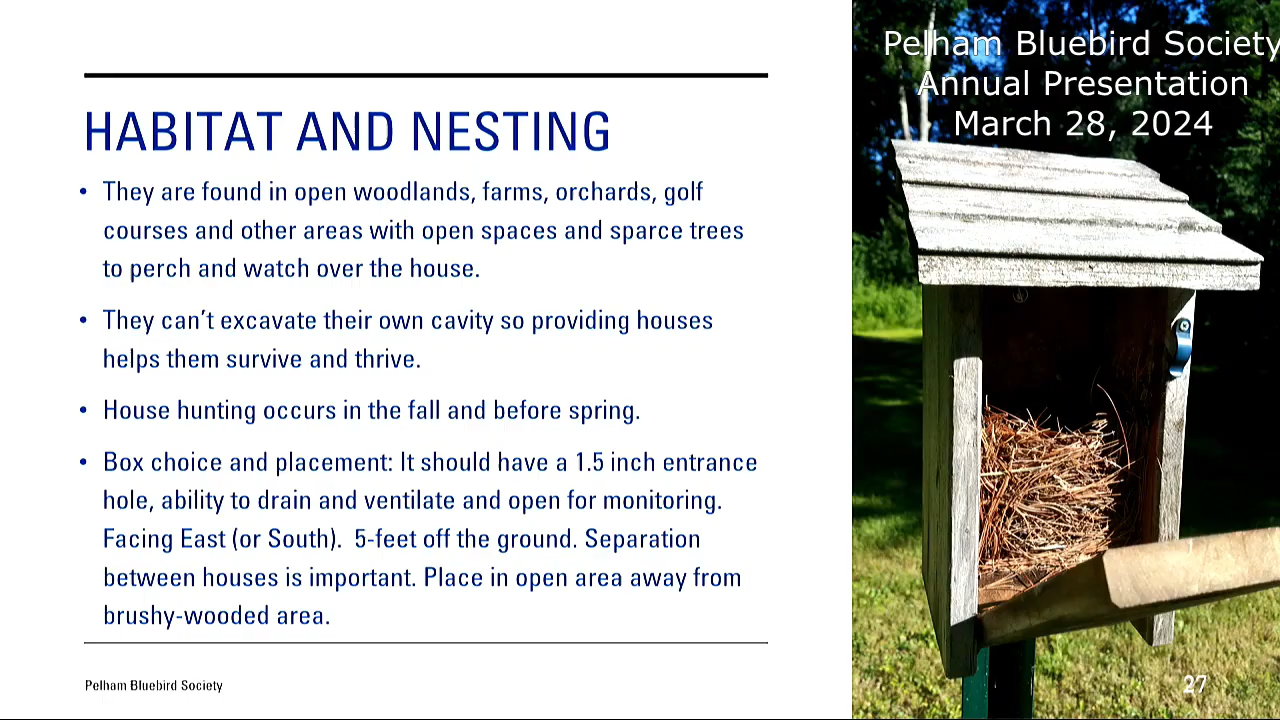 HABITAT AND NESTING
• They are found in open woodlands, farms, orchards, golf
courses and other areas with open spaces and sparce trees
to perch and watch over the house.
• They can’t excavate their own cavity so providing houses
helps them survive and thrive.
• House hunting occurs in the fall and before spring.
• Box choice and placement: It should have a 1.5 inch entrance
hole, ability to drain and ventilate and open for monitoring.
Facing East (or South).  5-feet off the ground. Separation
between houses is important. Place in open area away from
brushy-wooded area.
Pelham Bluebird Society
Pelham Bluebird Society
Annual Presentation
March 28, 2024
27